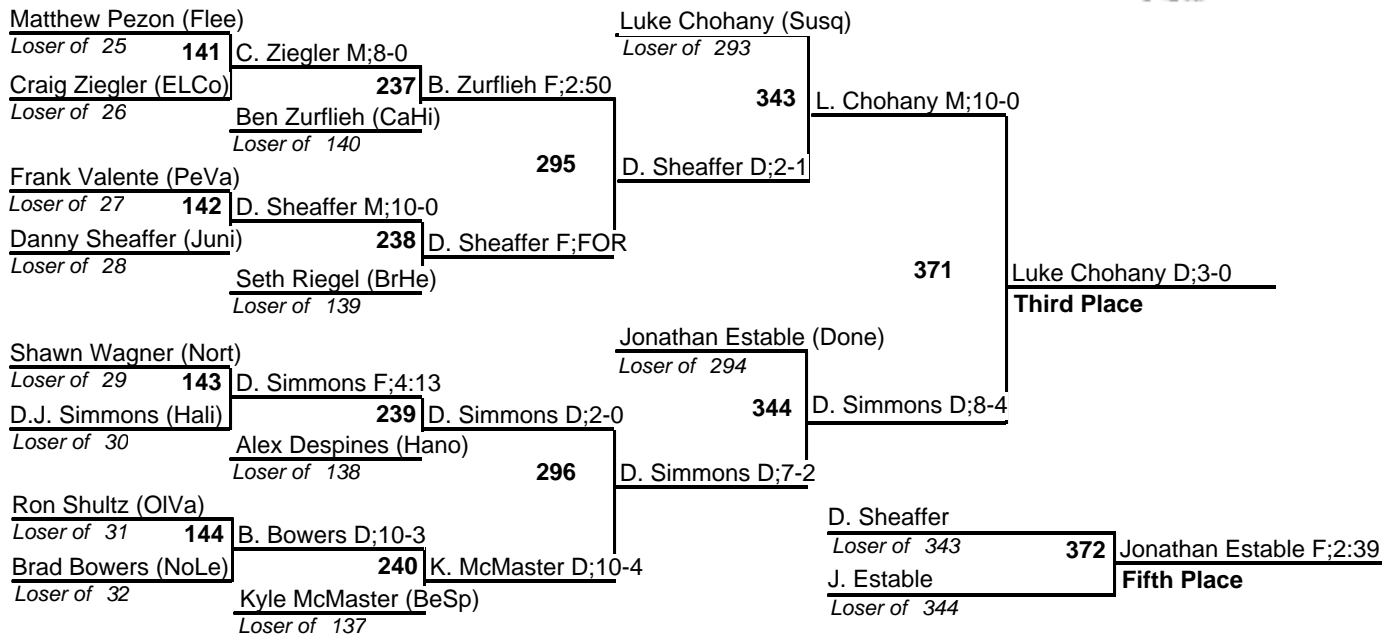 Matthew Pezon (Flee)
Loser of 25
141
C. Ziegler M;8-0
Craig Ziegler (ELCo)
Loser of 26
237
B. Zurflieh F;2:50
Ben Zurflieh (CaHi)
Loser of 140
295
Frank Valente (PeVa)
Loser of 27
142
D. Sheaffer M;10-0
Danny Sheaffer (Juni)
Loser of 28
238
D. Sheaffer F;FOR
Seth Riegel (BrHe)
Loser of 139
Luke Chohany (Susq)
Loser of 293
343
L. Chohany M;10-0
D. Sheaffer D;2-1
371
Luke Chohany D;3-0
Third Place
Shawn Wagner (Nort)
Loser of 29
143
D. Simmons F;4:13
D.J. Simmons (Hali)
Loser of 30
239
D. Simmons D;2-0
Alex Despines (Hano)
Loser of 138
296
Ron Shultz (OlVa)
Loser of 31
144
B. Bowers D;10-3
Brad Bowers (NoLe)
Loser of 32
240
K. McMaster D;10-4
Kyle McMaster (BeSp)
Loser of 137
Jonathan Estable (Done)
Loser of 294
344
D. Simmons D;8-4
D. Simmons D;7-2
D. Sheaffer
Loser of 343
372
Jonathan Estable F;2:39
J. Estable
Fifth Place
Loser of 344